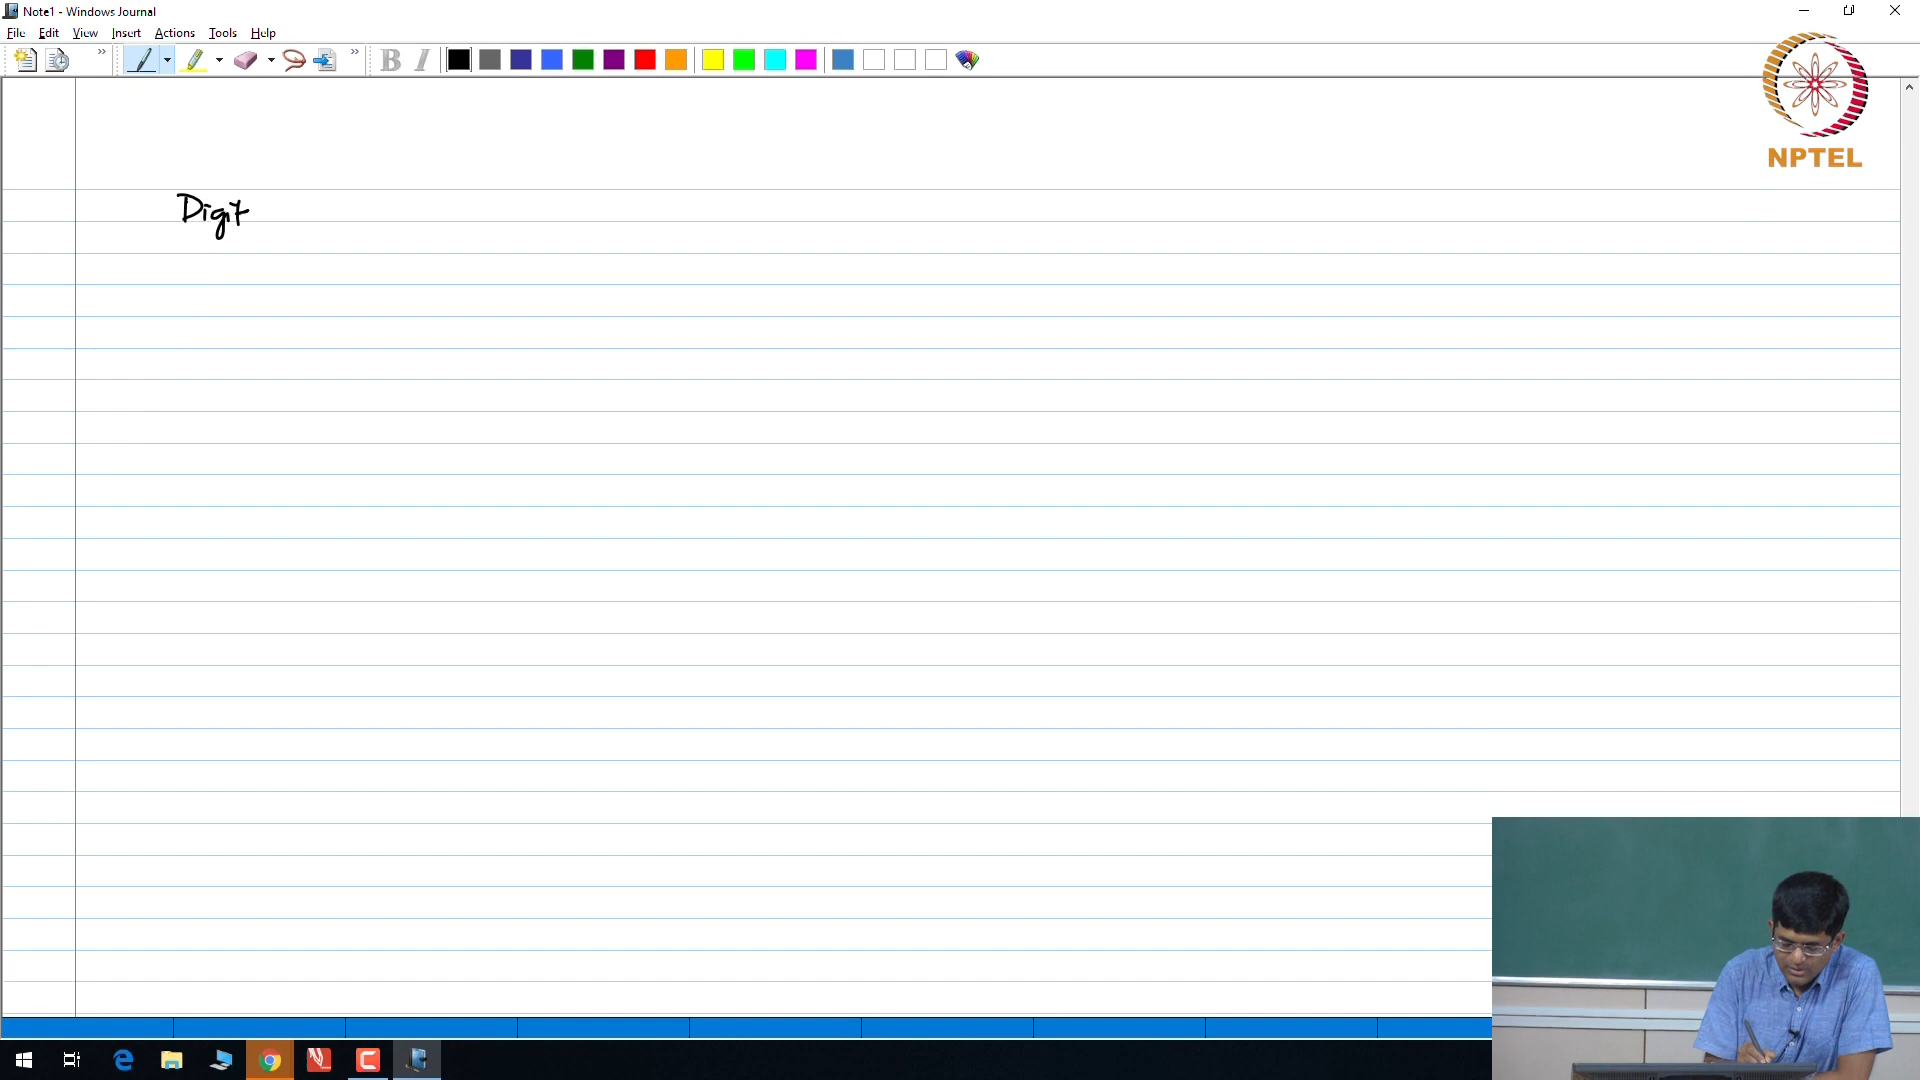 Note1 - Windows Journal
File Edit View Insert Actions Tools Help
B I
NPTEL
Digit